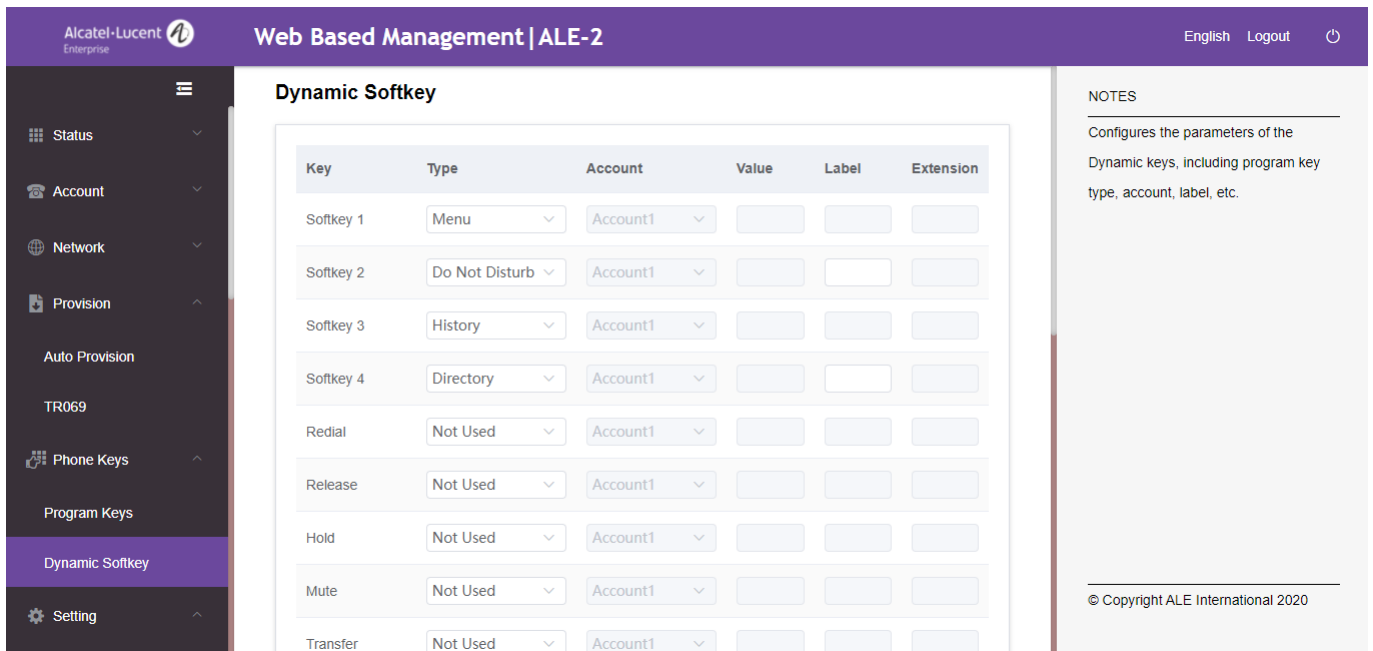 Alcatel·Lucent
Enterprise
Web Based Management|ALE-2
English Logout
Status
Account
Network
Provision
Auto Provision
TR069
Phone Keys
Program Keys
Dynamic Softkey
Setting
Dynamic Softkey
Key Type Account Value Label Extension
Softkey 1 Menu Account1
Softkey 2 Do Not Disturb Account1
Softkey 3 History Account1
Softkey 4 Directory Account1
Redial Not Used Account1
Release Not Used Account1
Hold Not Used Account1
Mute Not Used Account1
Transfer Not Used Account1
NOTES
Configures the parameters of the
Dynamic keys, including program key
type, account, label, etc.
© Copyright ALE International 2020